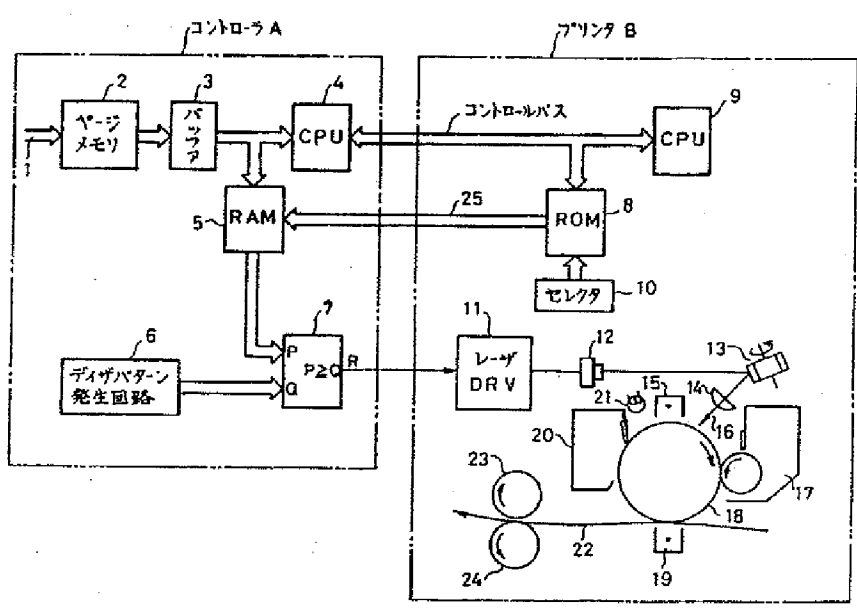 コントローラ A
プリンタ B
2
3
4
9
ページ
メモリ
バッファ
CPU
コントロールバス
CPU
1
25
5
RAM
ROM
8
セレクタ
10
6
7
11
12
13
ディザパターン
発生回路
P
Q
P≧Q
R
レーザ
DRV
14
15
16
21
20
17
18
23
22
24
19